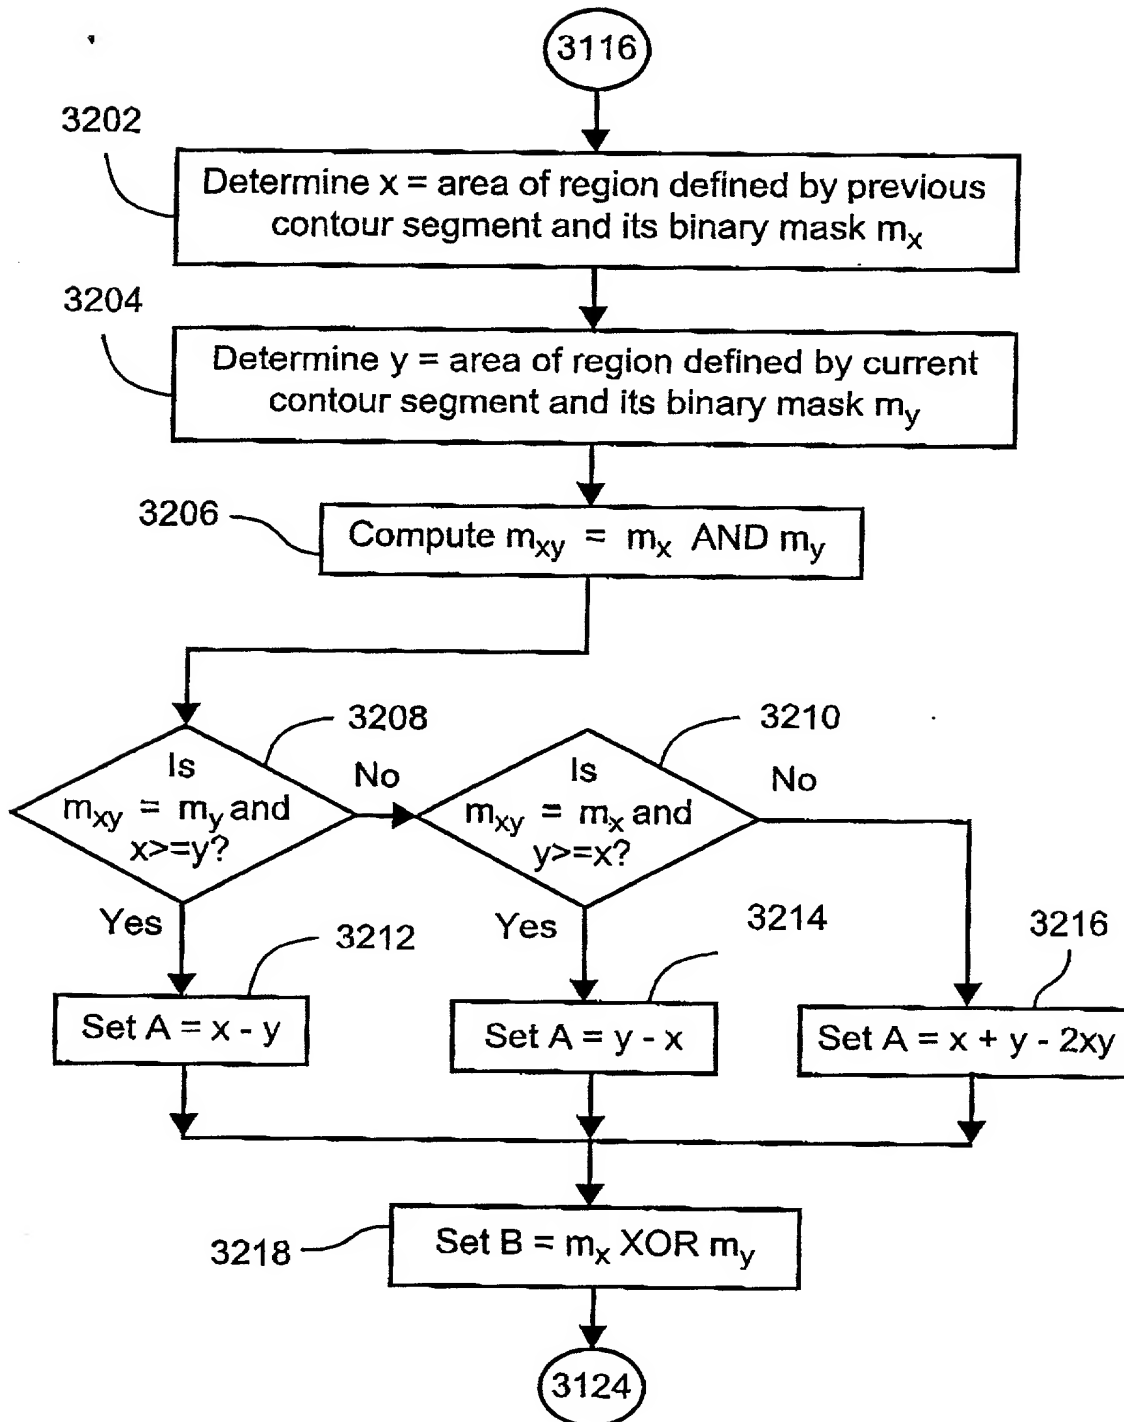 3116
3202
Determine x = area of region defined by previous
contour segment and its binary mask mx
3204
Determine y = area of region defined by current
contour segment and its binary mask my
3206
Compute mxy = mx AND my
3208
Is
mxy = my and
x>=y?
No
3210
Is
mxy = mx and
y>=x?
No
Yes
3212
Set A = x - y
Yes
3214
Set A = y - x
3216
Set A = x + y - 2xy
3218
Set B = mx XOR my
3124